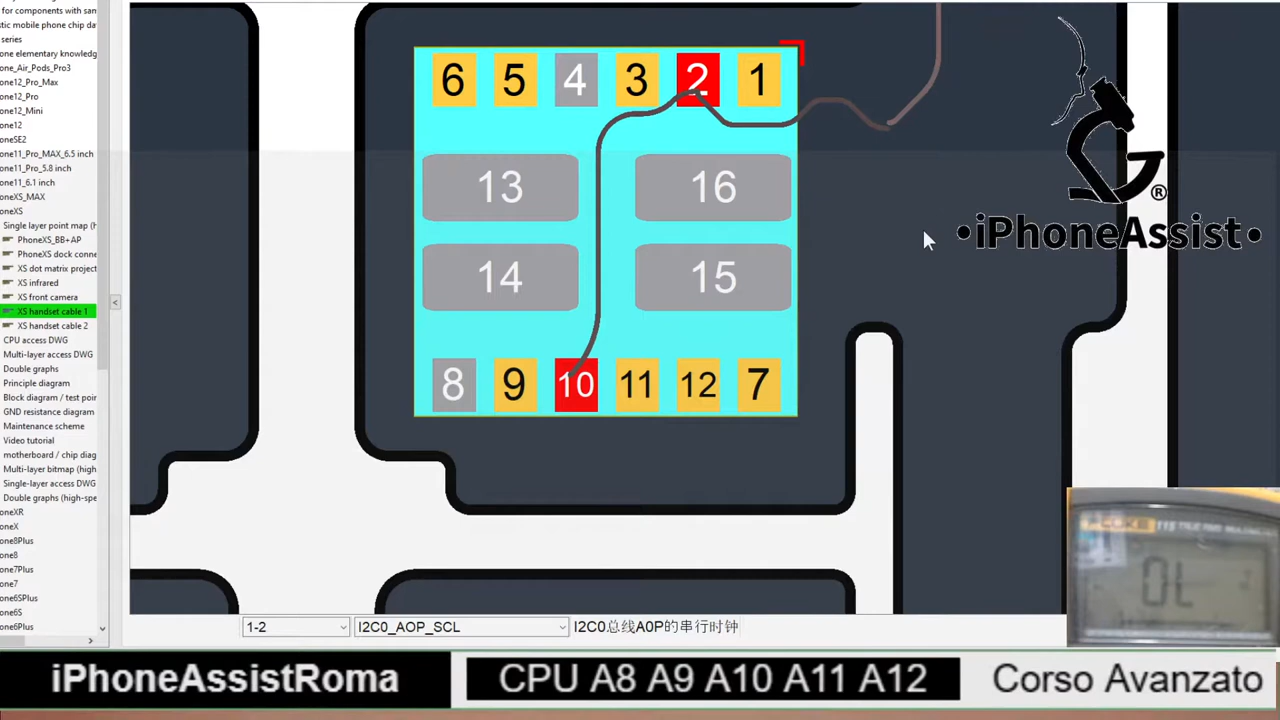 for components with san
stic mobile phone chip da
series
one elementary knowledg
one_Air_Pods_Pro3
one12_Pro_Max
one12_Pro
one12_Mini
one12
oneSE2
one11_Pro_MAX_6.5 inch
one11_Pro_5.8 inch
one11_6.1 inch
oneXS_MAX
oneXS
Single layer point map (h
PhoneXS_BB+AP
PhoneXS dock conne
XS dot matrix project
XS infrared
XS front camera
XS handset cable 1
XS handset cable 2
CPU access DWG
Multi-layer access DWG
Double graphs
Principle diagram
Block diagram / test poin
GND resistance diagram
Maintenance scheme
Video tutorial
motherboard / chip diag
Multi-layer bitmap (high
Single-layer access DWG
Double graphs (high-spe
oneXR
oneX
one8Plus
one8
one7Plus
one7
one6SPlus
one6S
one6Plus
<
6 5 4 3 2 1
13 16
14 15
8 9 10 11 12 7
®
•iPhoneAssist•
OL
1-2 I2C0_AOP_SCL I2C0总线AOP的串行时钟
iPhoneAssistRoma CPU A8 A9 A10 A11 A12 Corso Avanzato